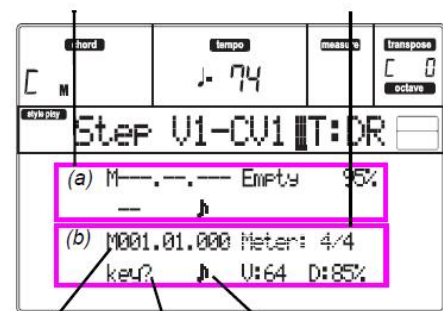 chord tempo measure transpose
C M ♩- 74 C 0
octave
style play
Step V1-CV1 T:DR
(a) M---.--.--- Empty 95%
-- ♪
(b) M001.01.000 Meter: 4/4
key? ♪ V:64 D:85%